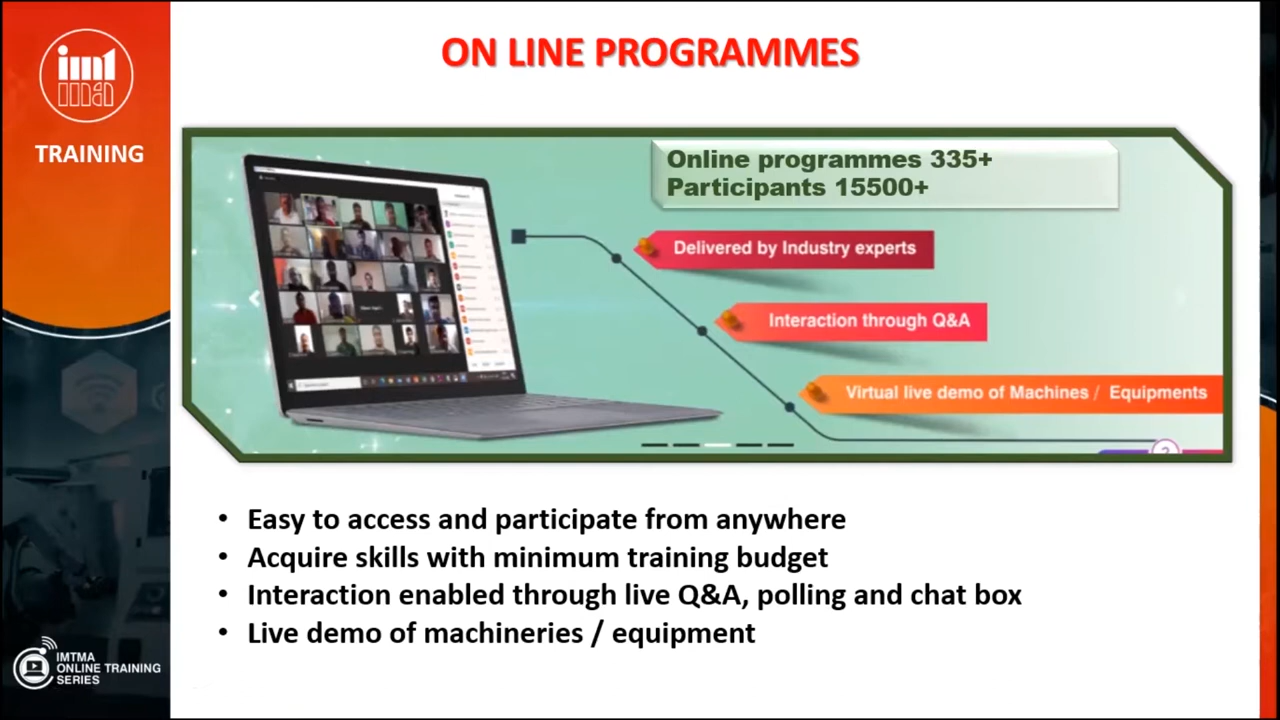 imt
ma
TRAINING
ON LINE PROGRAMMES
Online programmes 335+
Participants 15500+
Delivered by Industry experts
Interaction through Q&A
Virtual live demo of Machines / Equipments
• Easy to access and participate from anywhere
• Acquire skills with minimum training budget
• Interaction enabled through live Q&A, polling and chat box
• Live demo of machineries / equipment
IMTMA
ONLINE TRAINING
SERIES